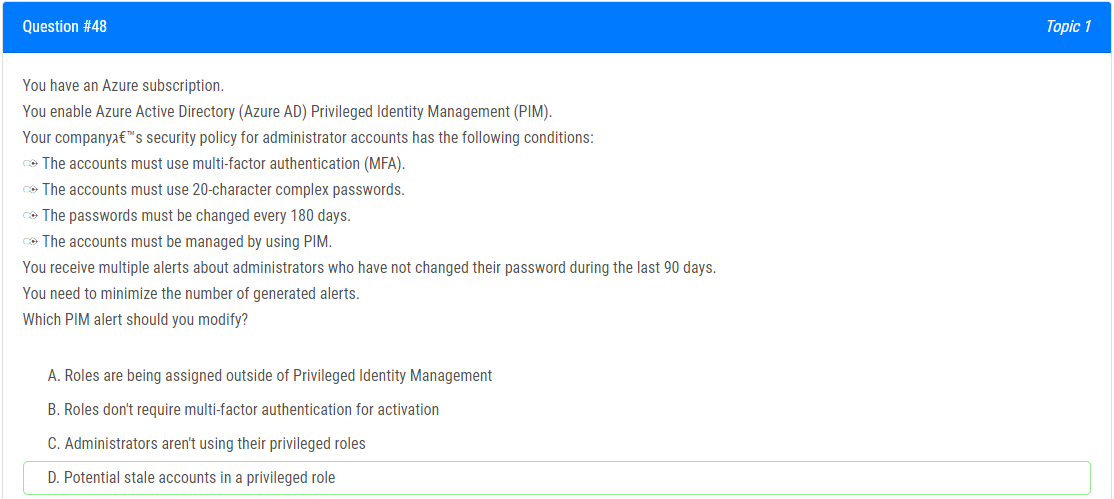 Question #48
Topic 1
You have an Azure subscription.
You enable Azure Active Directory (Azure AD) Privileged Identity Management (PIM).
Your companyג€™s security policy for administrator accounts has the following conditions:
The accounts must use multi-factor authentication (MFA).
The accounts must use 20-character complex passwords.
The passwords must be changed every 180 days.
The accounts must be managed by using PIM.
You receive multiple alerts about administrators who have not changed their password during the last 90 days.
You need to minimize the number of generated alerts.
Which PIM alert should you modify?
A. Roles are being assigned outside of Privileged Identity Management
B. Roles don't require multi-factor authentication for activation
C. Administrators aren't using their privileged roles
D. Potential stale accounts in a privileged role